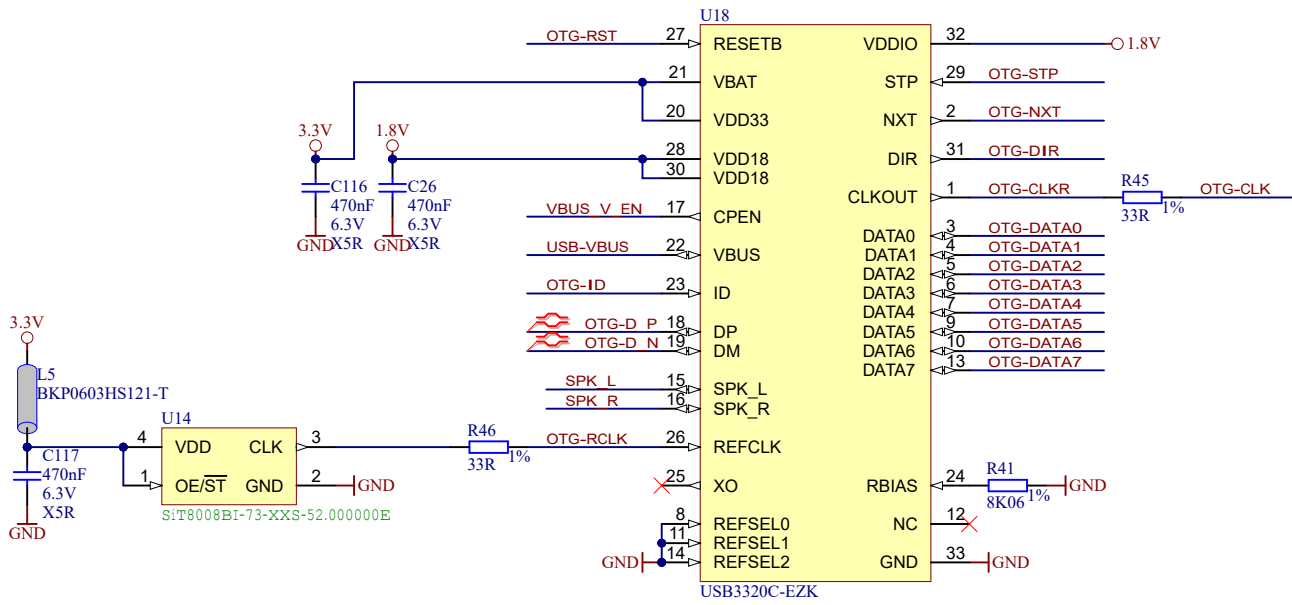 U18
OTG-RST 27 RESETB VDDIO 32 1.8V
21 VBAT STP 29 OTG-STP
20 VDD33 NXT 2 OTG-NXT
3.3V 1.8V
28 VDD18 DIR 31 OTG-DIR
30 VDD18
C116 C26 CLKOUT 1 OTG-CLKR R45 OTG-CLK
470nF 470nF 33R 1%
6.3V 6.3V
X5R X5R
GND GND
VBUS_V_EN 17 CPEN
DATA0 3 OTG-DATA0
USB-VBUS 22 VBUS DATA1 4 OTG-DATA1
DATA2 5 OTG-DATA2
OTG-ID 23 ID DATA3 6 OTG-DATA3
DATA4 7 OTG-DATA4
OTG-D_P 18 DP DATA5 9 OTG-DATA5
OTG-D_N 19 DM DATA6 10 OTG-DATA6
DATA7 13 OTG-DATA7
3.3V
L5
BKP0603HS121-T
SPK_L 15 SPK_L
SPK_R 16 SPK_R
U14
4 VDD CLK 3 R46 OTG-RCLK 26 REFCLK
33R 1%
C117
470nF
6.3V
X5R
GND
1 OE/ST GND 2 GND
SiT8008BI-73-XXS-52.000000E
25 XO RBIAS 24 R41 GND
8K06 1%
8 REFSEL0 NC 12
11 REFSEL1
GND 14 REFSEL2 GND 33 GND
USB3320C-EZK